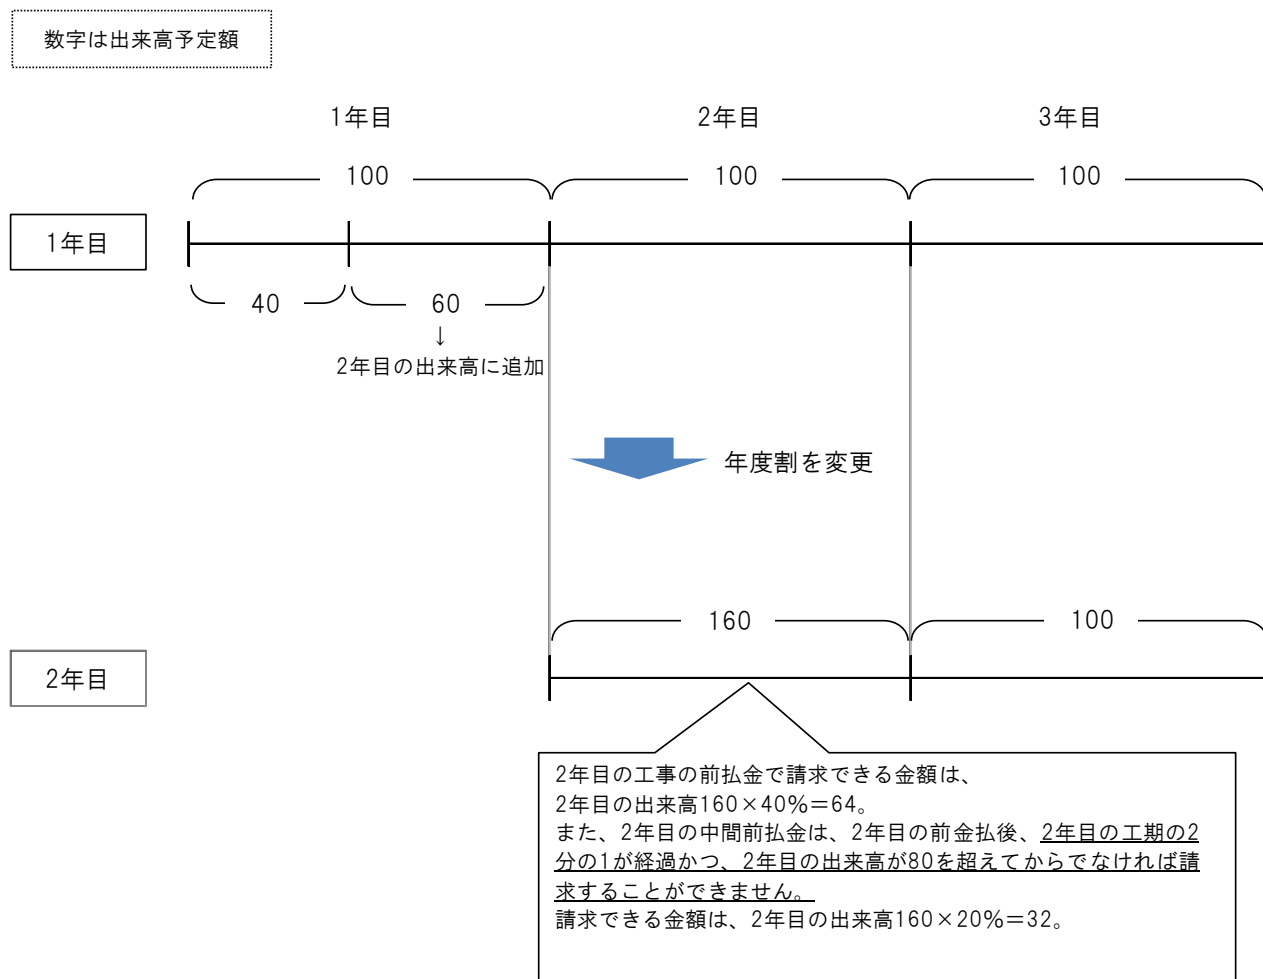 数字は出来高予定額
1年目
2年目
3年目
100
100
100
1年目
40
60
↓
2年目の出来高に追加
年度割を変更
160
100
2年目
2年目の工事の前払金で請求できる金額は、
2年目の出来高160×40%=64。
また、2年目の中間前払金は、2年目の前金払後、2年目の工期の2
分の1が経過かつ、2年目の出来高が80を超えてからでなければ請
求することができません。
請求できる金額は、2年目の出来高160×20%=32。